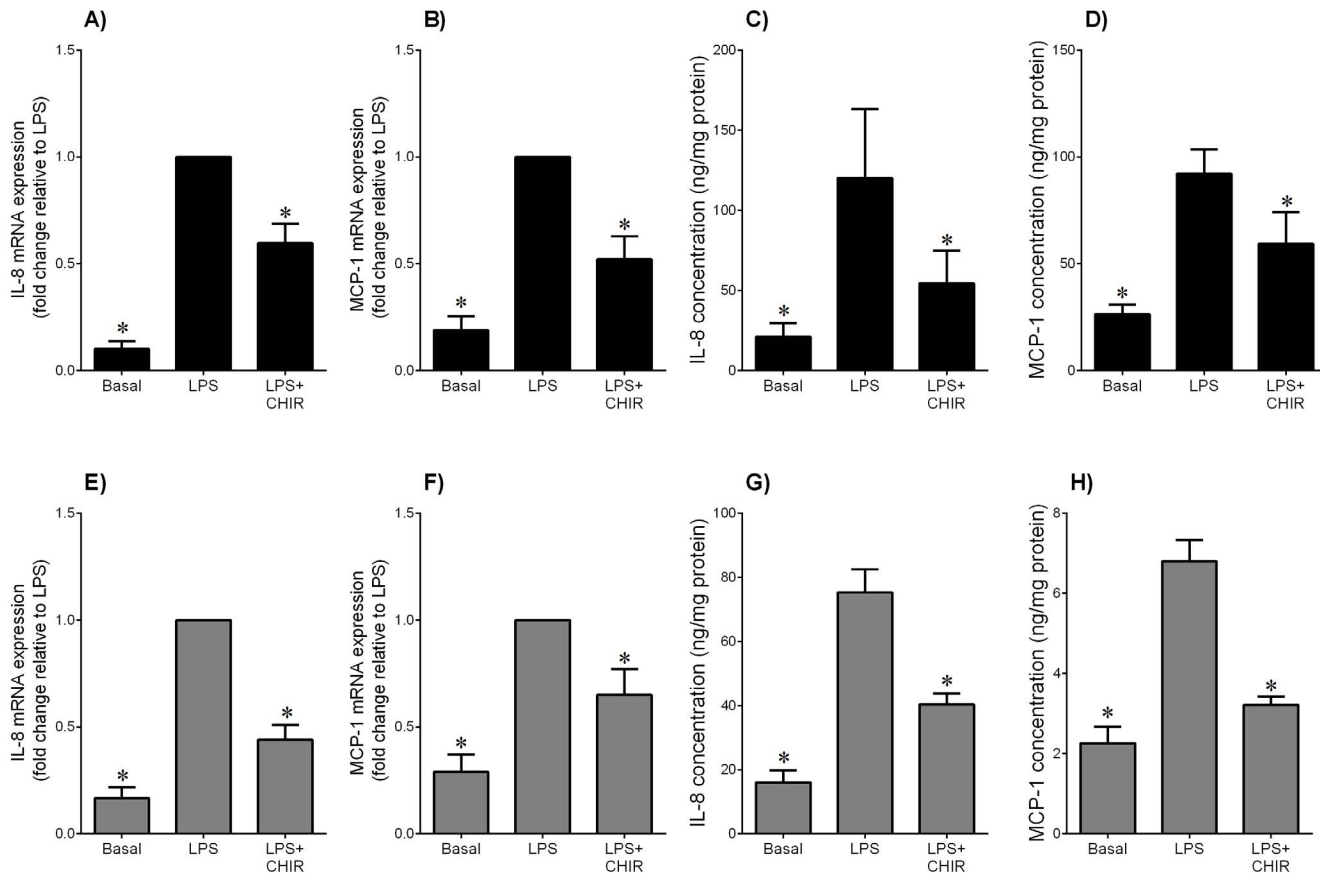 A)
IL-8 mRNA expression
(fold change relative to LPS)
1.5
1.0
0.5
0.0
*
*
Basal
LPS
LPS+
CHIR
B)
MCP-1 mRNA expression
(fold change relative to LPS)
1.5
1.0
0.5
0.0
*
*
Basal
LPS
LPS+
CHIR
C)
IL-8 concentration (ng/mg protein)
200
150
100
50
0
*
*
Basal
LPS
LPS+
CHIR
D)
MCP-1 concentration (ng/mg protein)
150
100
50
0
*
*
Basal
LPS
LPS+
CHIR
E)
IL-8 mRNA expression
(fold change relative to LPS)
1.5
1.0
0.5
0.0
*
*
Basal
LPS
LPS+
CHIR
F)
MCP-1 mRNA expression
(fold change relative to LPS)
1.5
1.0
0.5
0.0
*
*
Basal
LPS
LPS+
CHIR
G)
IL-8 concentration (ng/mg protein)
100
80
60
40
20
0
*
*
Basal
LPS
LPS+
CHIR
H)
MCP-1 concentration (ng/mg protein)
8
6
4
2
0
*
*
Basal
LPS
LPS+
CHIR